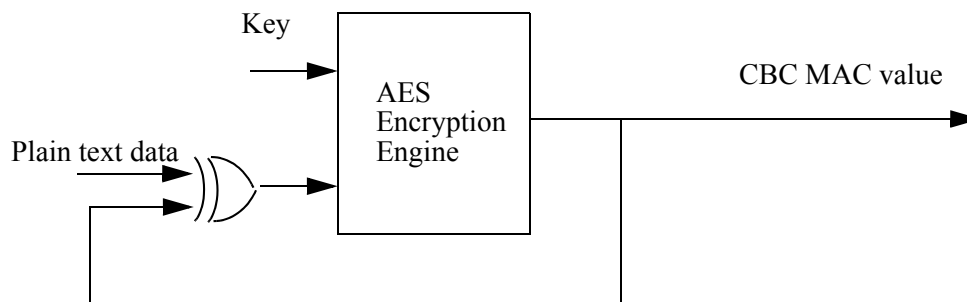 Key
CBC MAC value
AES
Encryption
Engine
Plain text data